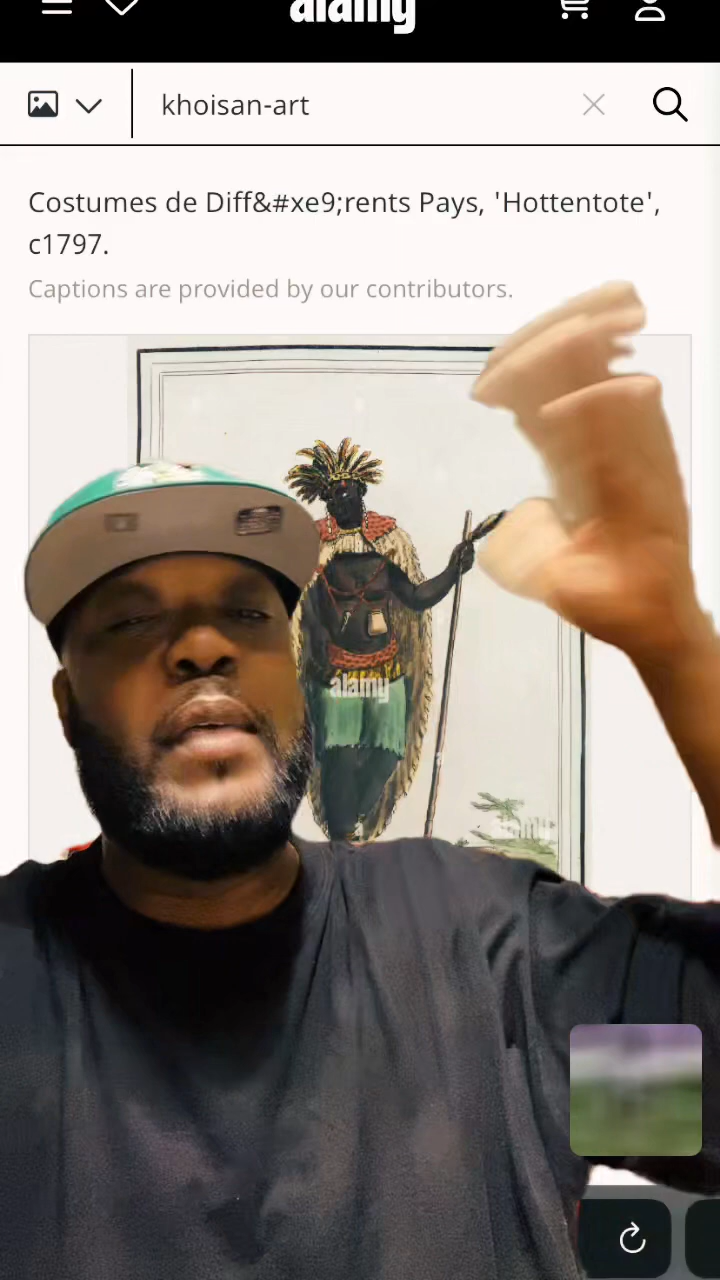 alamy
khoisan-art
Costumes de Diff&#xe9;rents Pays, 'Hottentote',
c1797.
Captions are provided by our contributors.
alamy